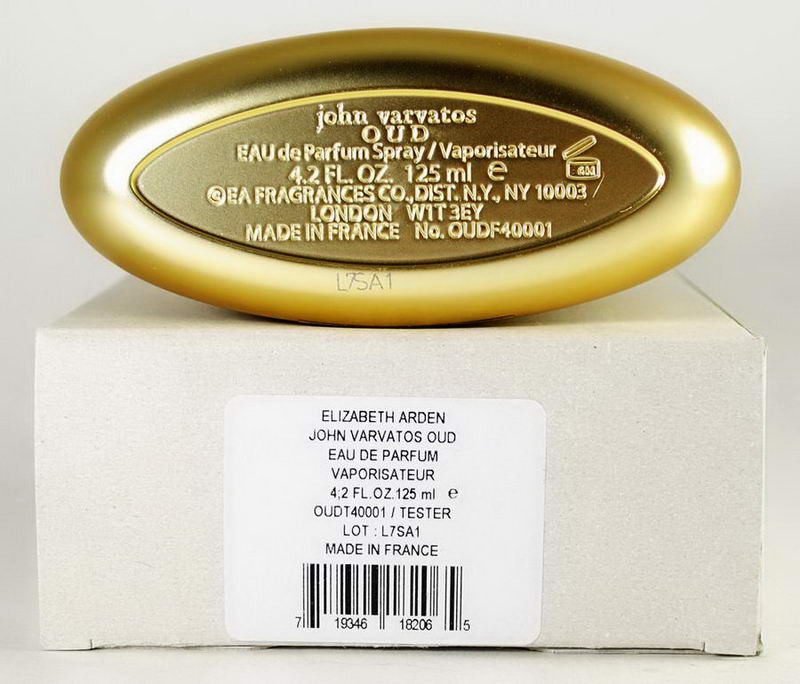 john varvatos
OUD
EAU de Parfum Spray / Vaporisateur
4.2 FL. OZ. 125 ml e
©EA FRAGRANCES CO., DIST. N.Y., NY 10003
LONDON W1T 3EY
MADE IN FRANCE No. OUDF40001
L7SA1
ELIZABETH ARDEN
JOHN VARVATOS OUD
EAU DE PARFUM
VAPORISATEUR
4;2 FL.OZ.125 ml e
OUDT40001 / TESTER
LOT : L7SA1
MADE IN FRANCE
7 19346 18206 5